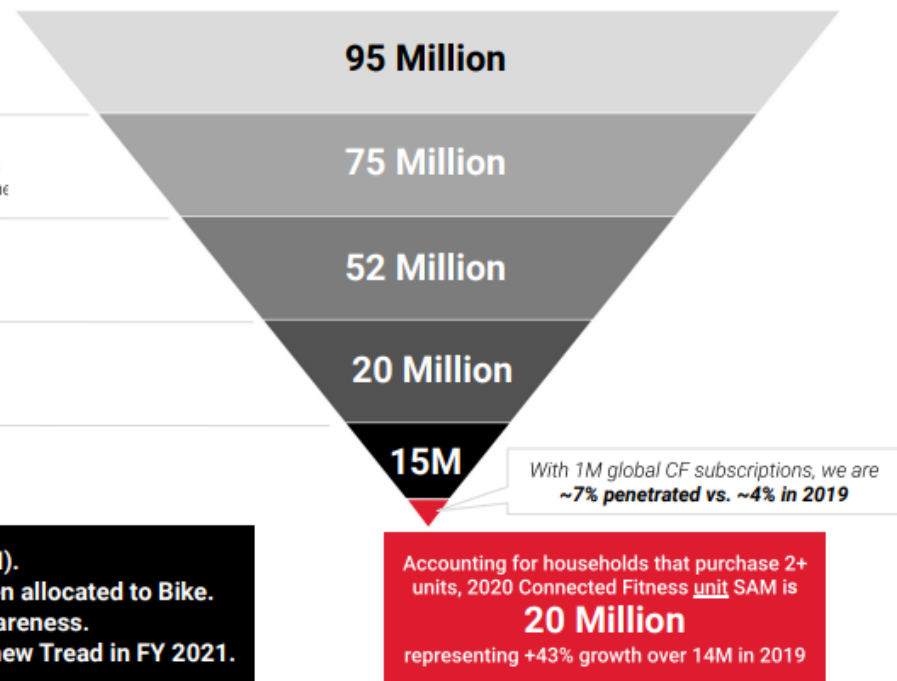 95 Million
75 Million
52 Million
20 Million
15M
With 1M global CF subscriptions, we are
~7% penetrated vs. ~4% in 2019
allocated to Bike.
new Tread in FY 2021.
Accounting for households that purchase 2+
units, 2020 Connected Fitness unit SAM is
20 Million
representing +43% growth over 14M in 2019